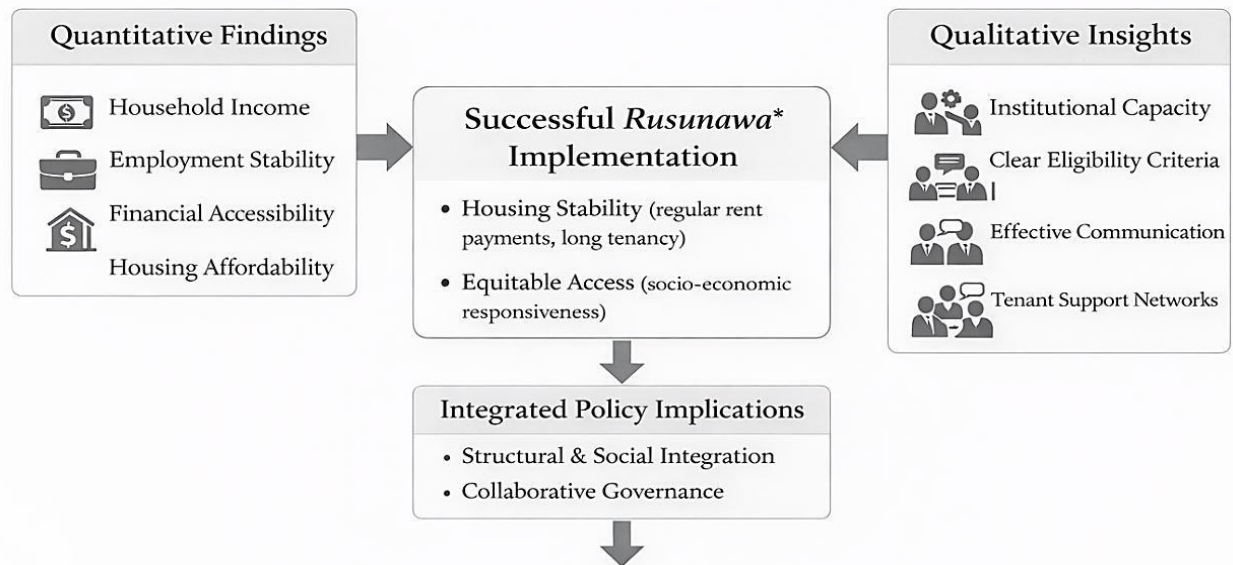 Quantitative Findings
Household Income
Employment Stability
Financial Accessibility
Housing Affordability
Successful Rusunawa*
Implementation
• Housing Stability (regular rent
payments, long tenancy)
• Equitable Access (socio-economic
responsiveness)
Qualitative Insights
Institutional Capacity
Clear Eligibility Criteria
Effective Communication
Tenant Support Networks
Integrated Policy Implications
• Structural & Social Integration
• Collaborative Governance